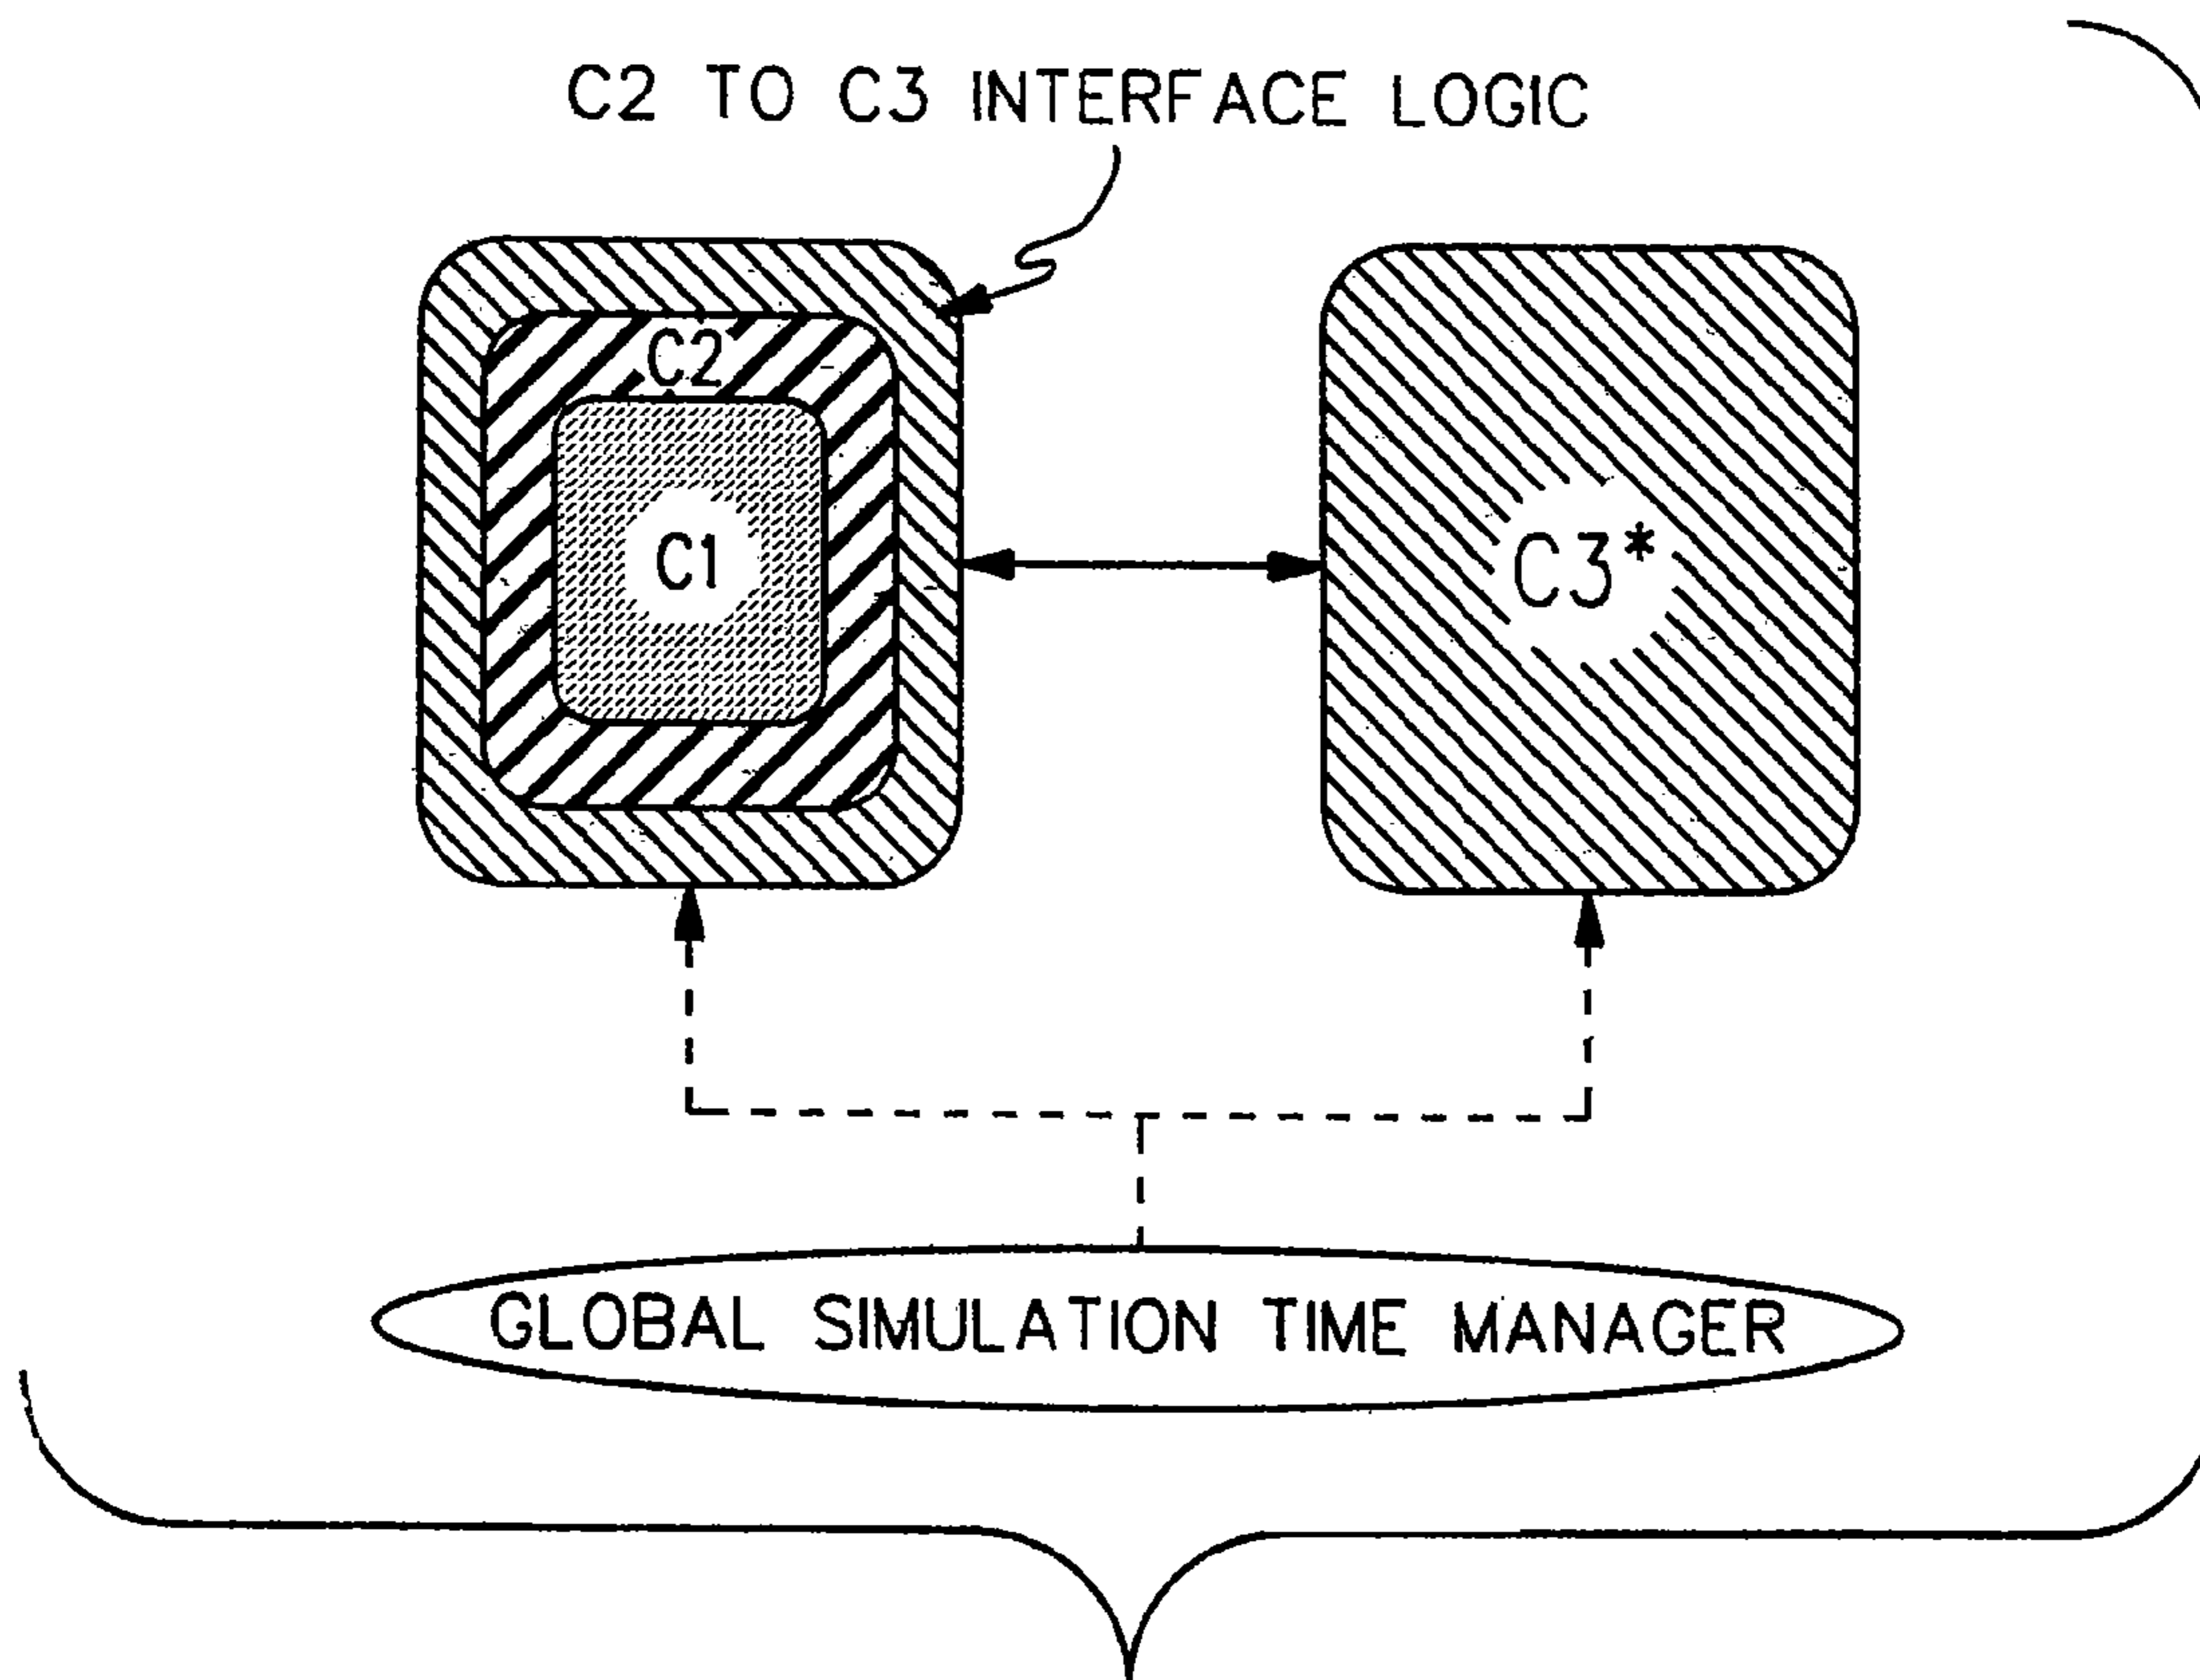 C2 TO C3 INTERFACE LOGIC
C2
C1
C3*
GLOBAL SIMULATION TIME MANAGER